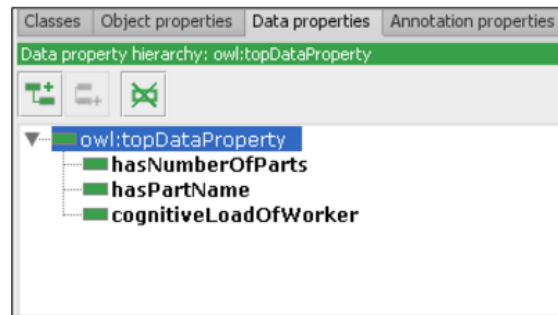 Classes Object properties Data properties Annotation properties
Data property hierarchy: owl:topDataProperty
owl:topDataProperty
hasNumberOfParts
hasPartName
cognitiveLoadOfWorker